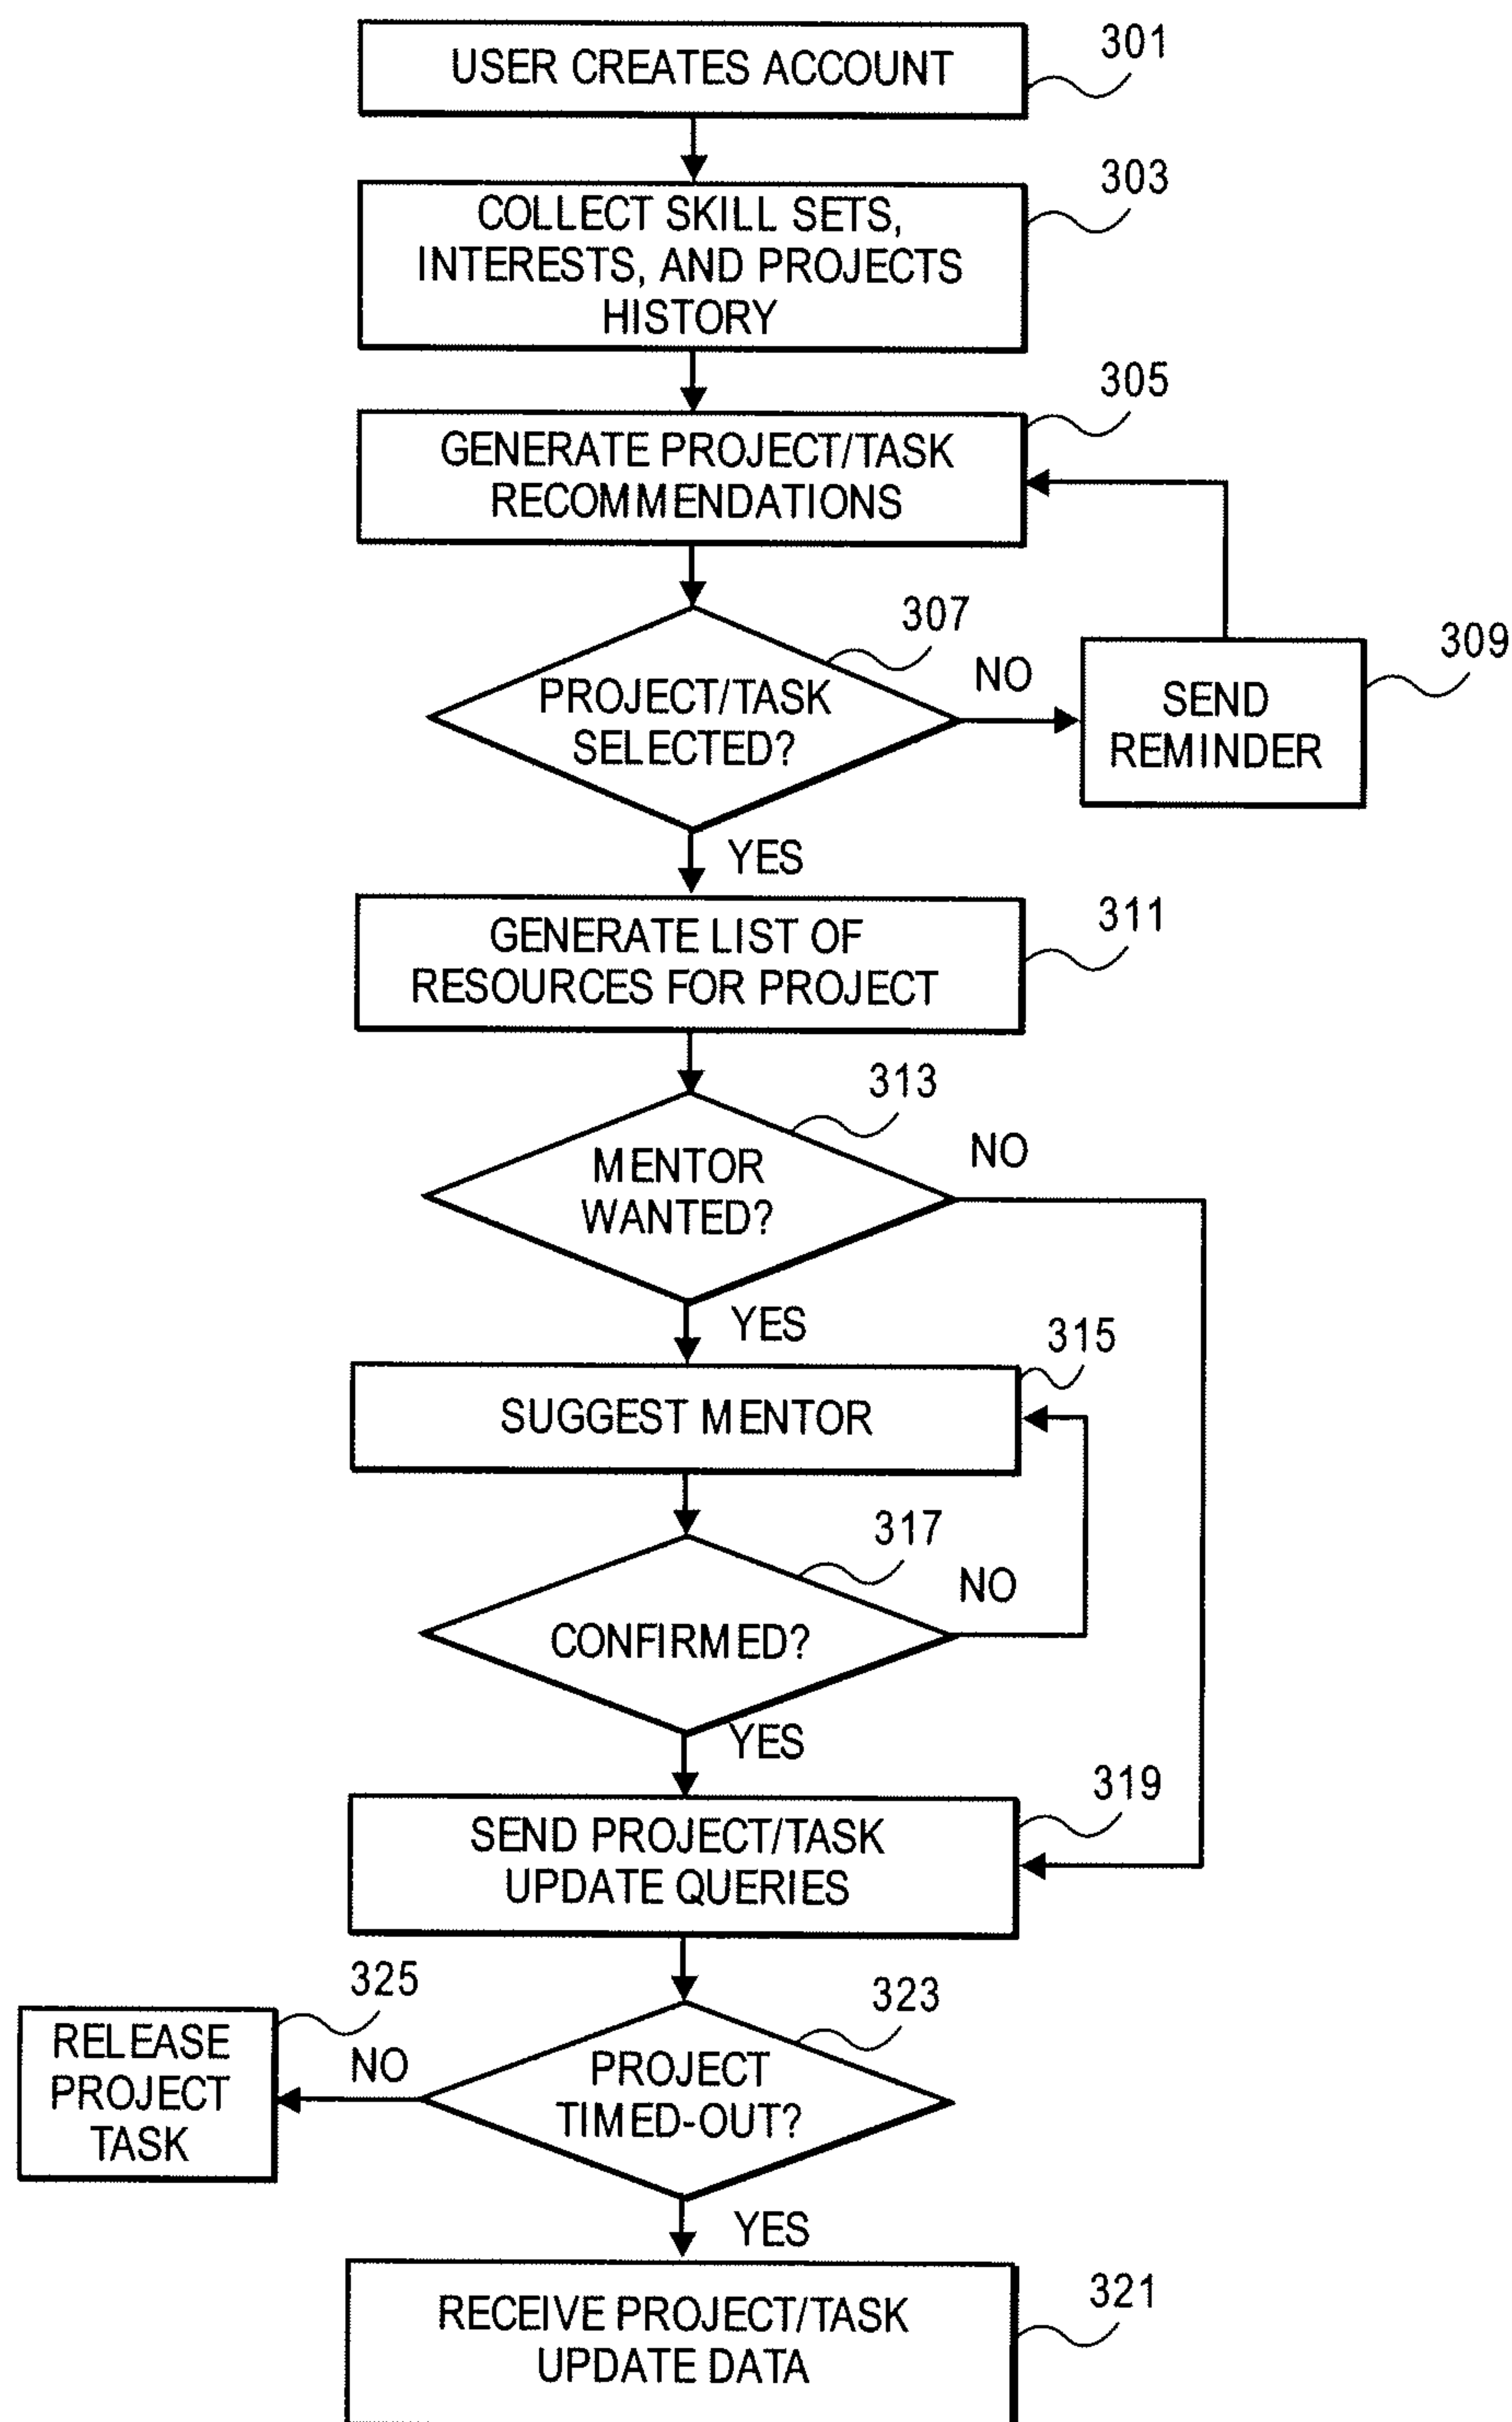 USER CREATES ACCOUNT
301
COLLECT SKILL SETS,
INTERESTS, AND PROJECTS
HISTORY
303
GENERATE PROJECT/TASK
RECOMMENDATIONS
305
PROJECT/TASK
SELECTED?
307
NO
SEND
REMINDER
309
YES
GENERATE LIST OF
RESOURCES FOR PROJECT
311
MENTOR
WANTED?
313
NO
YES
SUGGEST MENTOR
315
CONFIRMED?
317
NO
YES
SEND PROJECT/TASK
UPDATE QUERIES
319
PROJECT
TIMED-OUT?
323
NO
RELEASE
PROJECT
TASK
325
YES
RECEIVE PROJECT/TASK
UPDATE DATA
321